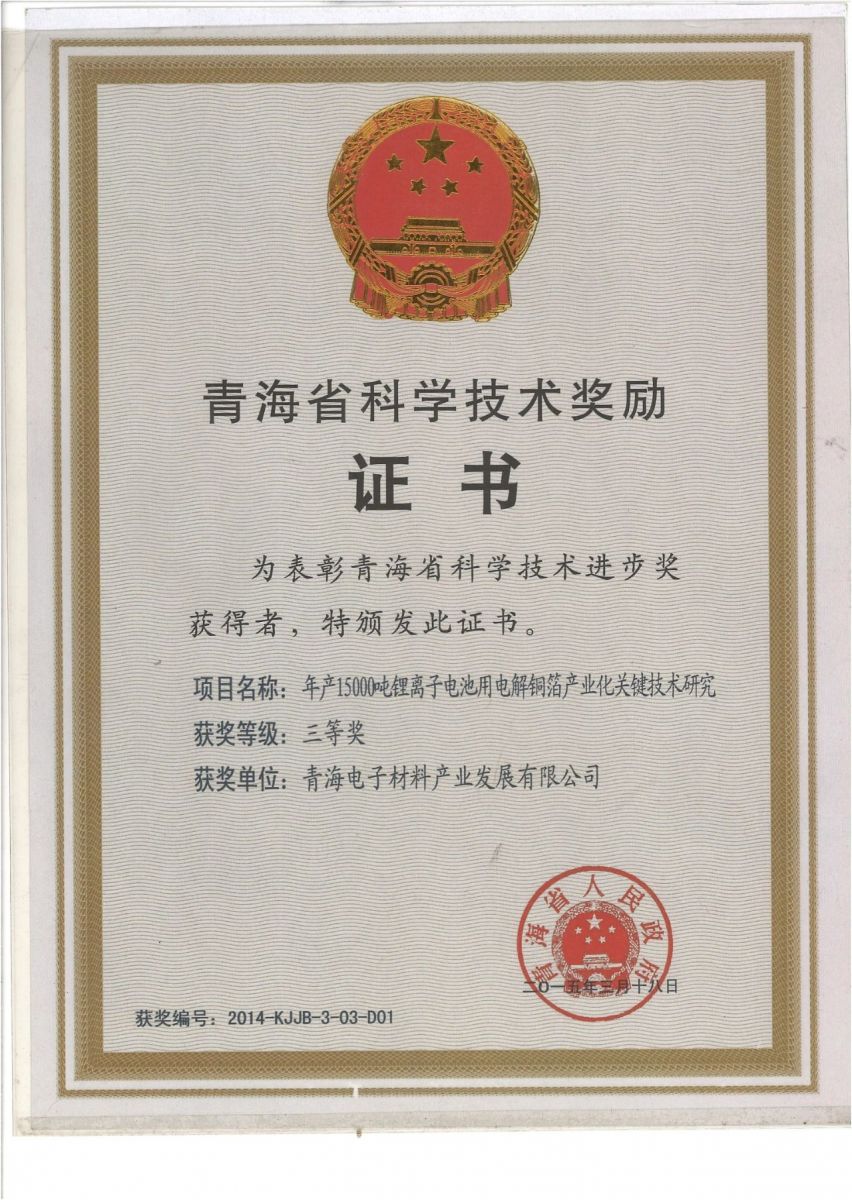 青海省科学技术奖励
证书
为表彰青海省科学技术进步奖
获得者，特颁发此证书。
项目名称：年产15000吨锂离子电池用电解铜箔产业化关键技术研究
获奖等级：三等奖
获奖单位：青海电子材料产业发展有限公司
青海省人民政府
二〇一五年三月十八日
获奖编号：2014-KJJB-3-03-D01